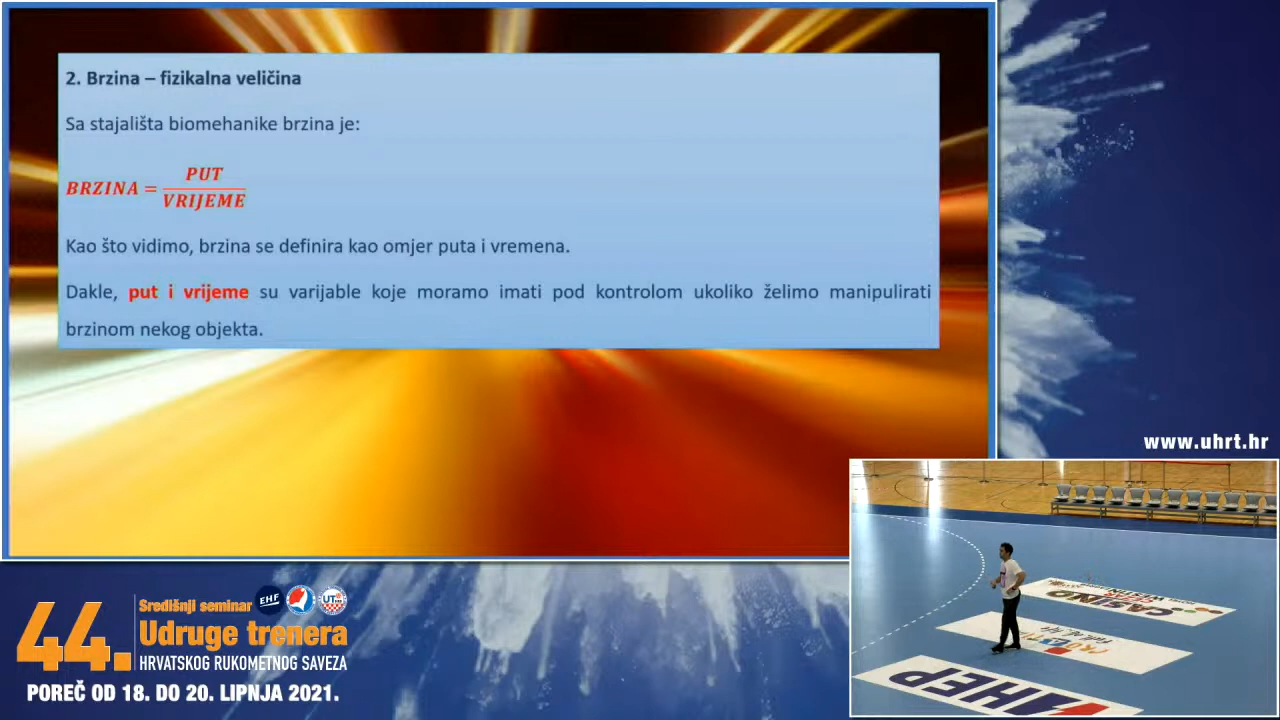 2. Brzina – fizikalna veličina
Sa stajališta biomehanike brzina je:
BRZINA = PUT
VRIJEME
Kao što vidimo, brzina se definira kao omjer puta i vremena.
Dakle, put i vrijeme su varijable koje moramo imati pod kontrolom ukoliko želimo manipulirati
brzinom nekog objekta.
www.uhrt.hr
44. Središnji seminar
EHF
Udruge trenera
HRVATSKOG RUKOMETNOG SAVEZA
POREČ OD 18. DO 20. LIPNJA 2021.
CASINO
HEP